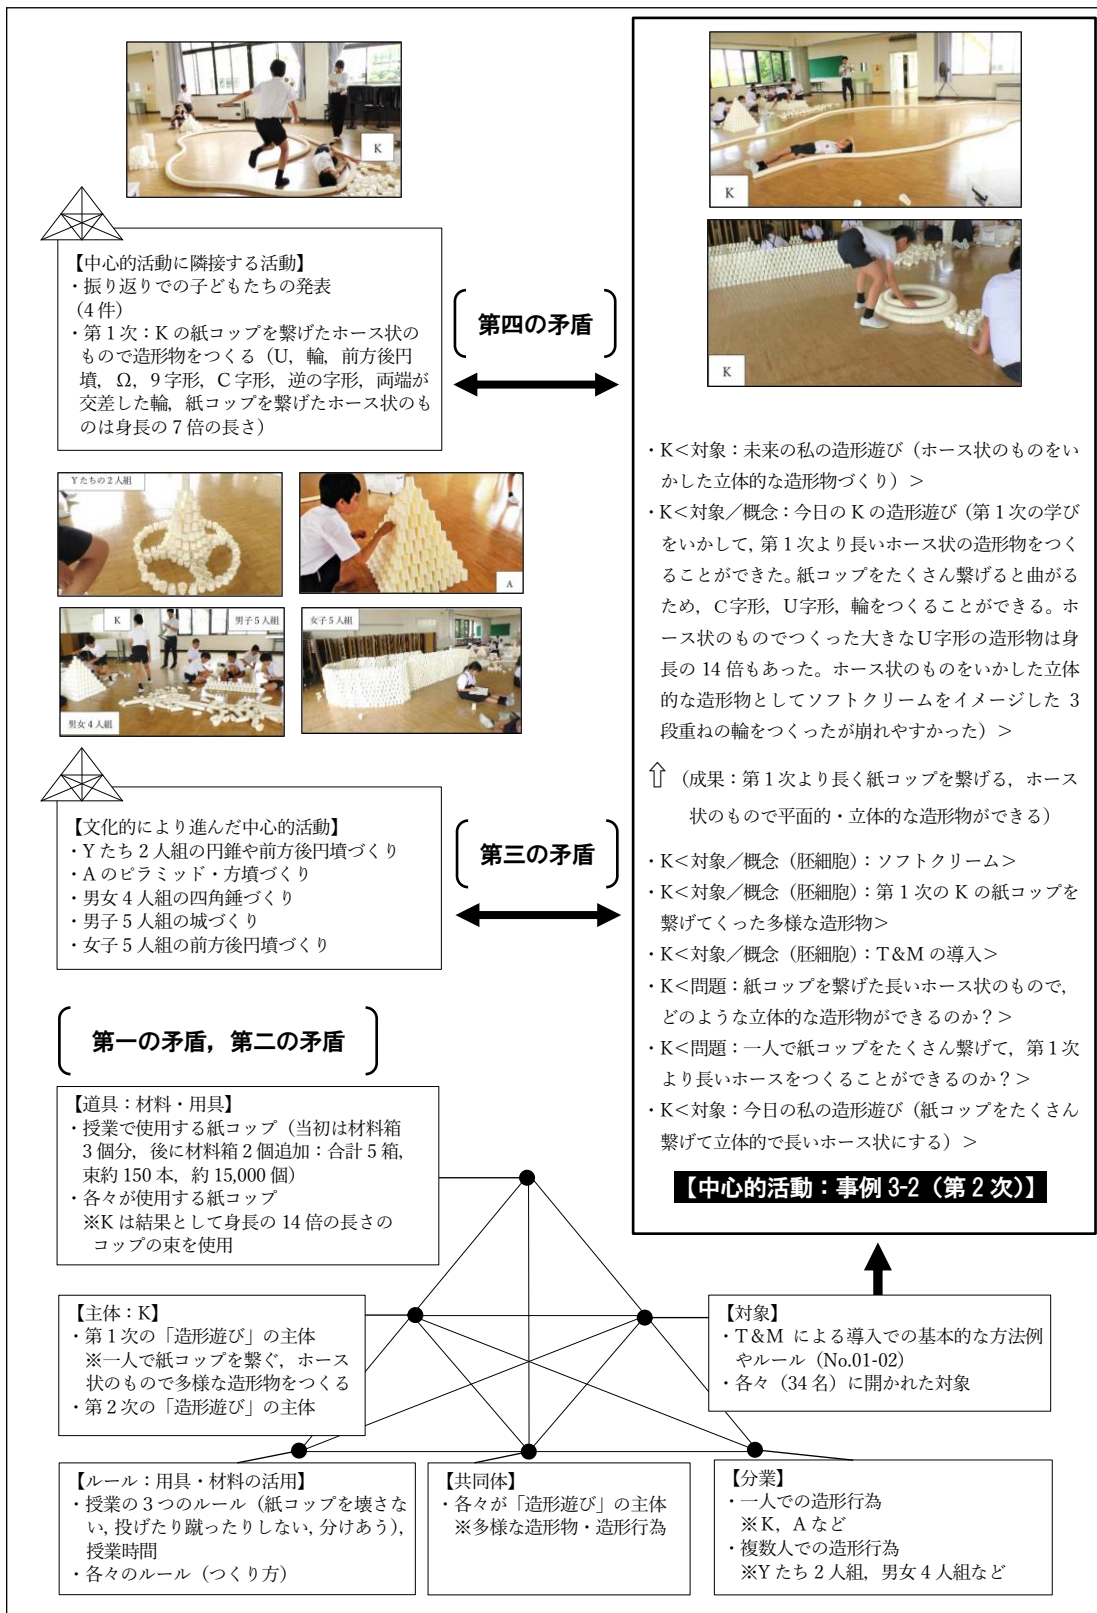 K
【中心的活動に隣接する活動】
・振り返りでの子どもたちの発表
(4件)
・第1次:Kの紙コップを繋げたホース状の
もので造形物をつくる(U,輪,前方後円
墳,Ω,9字形,C字形,逆の字形,両端が
交差した輪,紙コップを繋げたホース状のも
のは身長の7倍の長さ)
第四の矛盾
Yたちの2人組
A
K
男子5人組
男女4人組
女子5人組
【文化的により進んだ中心的活動】
・Yたち2人組の円錐や前方後円墳づくり
・Aのピラミッド・方墳づくり
・男女4人組の四角錐づくり
・男子5人組の城づくり
・女子5人組の前方後円墳づくり
第三の矛盾
第一の矛盾,第二の矛盾
K
K
・K<対象:未来の私の造形遊び(ホース状のものをい
かした立体的な造形物づくり)>
・K<対象/概念:今日のKの造形遊び(第1次の学び
をいかして,第1次より長いホース状の造形物をつく
ることができた。紙コップをたくさん繋げると曲がる
ため,C字形,U字形,輪をつくることができる。ホ
ース状のものでつくった大きなU字形の造形物は身
長の14倍もあった。ホース状のものをいかした立体
的な造形物としてソフトクリームをイメージした3
段重ねの輪をつくったが崩れやすかった)>
⇧(成果:第1次より長く紙コップを繋げる,ホース
状のもので平面的・立体的な造形物ができる)
・K<対象/概念(胚細胞):ソフトクリーム>
・K<対象/概念(胚細胞):第1次のKの紙コップを
繋げてくった多様な造形物>
・K<対象/概念(胚細胞):T&Mの導入>
・K<問題:紙コップを繋げた長いホース状のもので,
どのような立体的な造形物ができるのか?>
・K<問題:一人で紙コップをたくさん繋げて,第1次
より長いホースをつくることができるのか?>
・K<対象:今日の私の造形遊び(紙コップをたくさん
繋げて立体的で長いホース状にする)>
【中心的活動:事例3-2(第2次)】
【道具:材料・用具】
・授業で使用する紙コップ(当初は材料箱
3個分,後に材料箱2個追加:合計5箱,
束約150本,約15,000個)
・各々が使用する紙コップ
※Kは結果として身長の14倍の長さの
コップの束を使用
【主体:K】
・第1次の「造形遊び」の主体
※一人で紙コップを繋ぐ,ホース
状のもので多様な造形物をつくる
・第2次の「造形遊び」の主体
【対象】
・T&Mによる導入での基本的な方法例
やルール(No.01-02)
・各々(34名)に開かれた対象
【ルール:用具・材料の活用】
・授業の3つのルール(紙コップを壊さな
い,投げたり蹴ったりしない,分けあう),
授業時間
・各々のルール(つくり方)
【共同体】
・各々が「造形遊び」の主体
※多様な造形物・造形行為
【分業】
・一人での造形行為
※K,Aなど
・複数人での造形行為
※Yたち2人組,男女4人組など